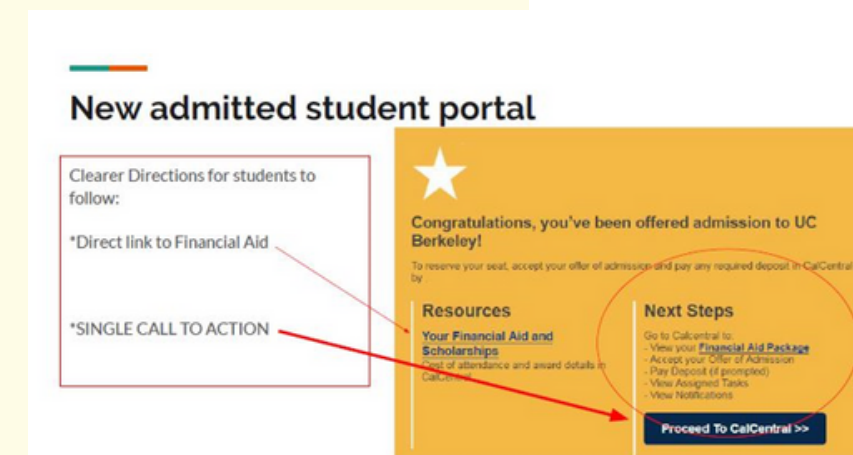 New admitted student portal
Clearer Directions for students to
follow:
*Direct link to Financial Aid
*SINGLE CALL TO ACTION
Congratulations, you've been offered admission to UC
Berkeley!
To reserve your seat, accept your offer of admission and pay any required deposit in CalCentral
by
Resources
Your Financial Aid and
Scholarships
Cost of attendance and award details in
CalCentral
Next Steps
Go to Calcentral to:
- View your Financial Aid Package
- Accept your Offer of Admission
- Pay Deposit (if prompted)
- View Assigned Tasks
- View Notifications
Proceed To CalCentral >>